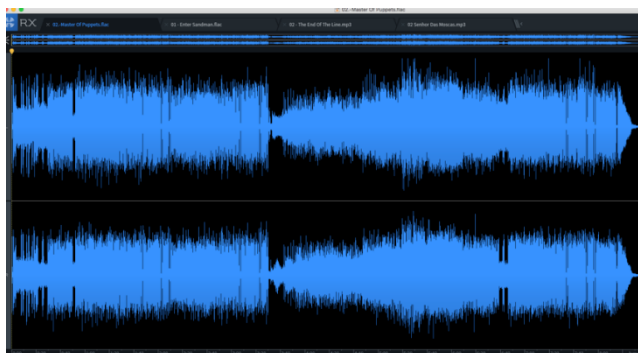 02.-Master Of Puppets.flac
RX
02.-Master Of Puppets.flac
01 - Enter Sandman.flac
03 - The End Of The Line.mp3
02 Senhor Das Moscas.mp3